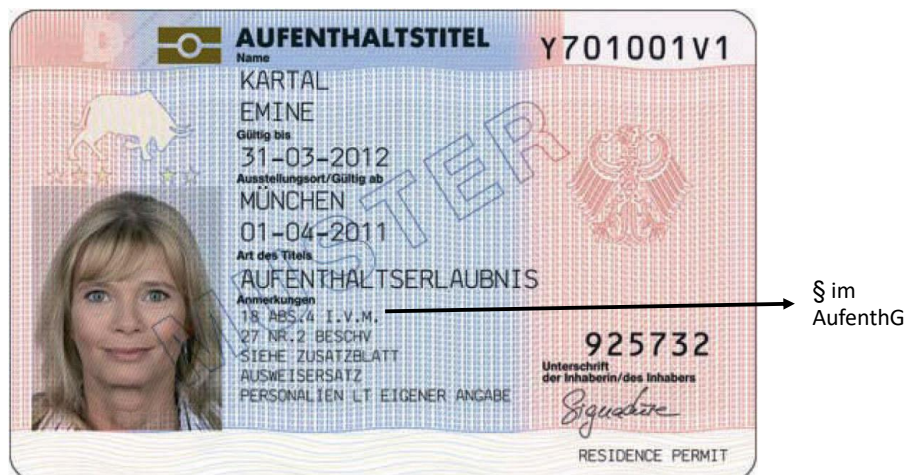 D
AUFENTHALTSTITEL
Y701001V1
Name
KARTAL
EMINE
Gültig bis
31-03-2012
Ausstellungsort/Gültig ab
MÜNCHEN
01-04-2011
Art des Titels
AUFENTHALTSERLAUBNIS
Anmerkungen
18 ABS.4 I.V.M.
27 NR.2 BESCHV
SIEHE ZUSATZBLATT
AUSWEISERSATZ
PERSONALIEN LT EIGENER ANGABE
MUSTER
925732
Unterschrift
der Inhaberin/des Inhabers
Signature
RESIDENCE PERMIT
§ im
AufenthG